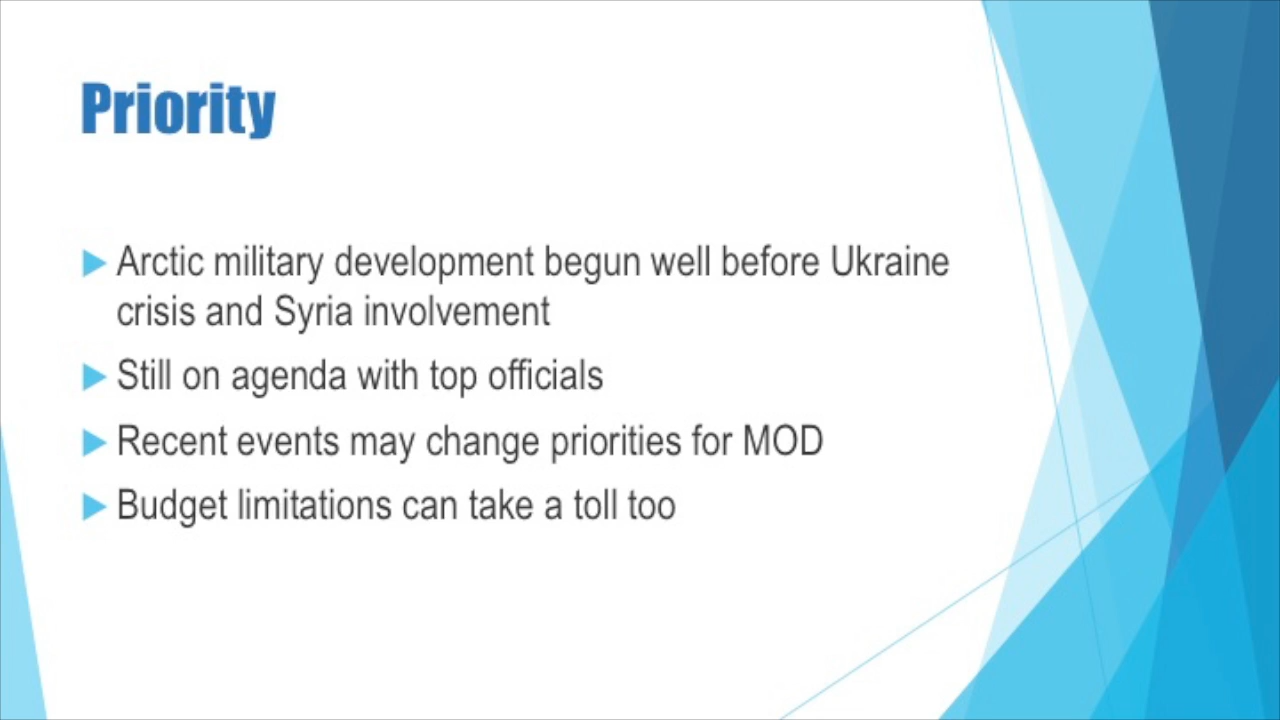 Priority
Arctic military development begun well before Ukraine
crisis and Syria involvement
Still on agenda with top officials
Recent events may change priorities for MOD
Budget limitations can take a toll too